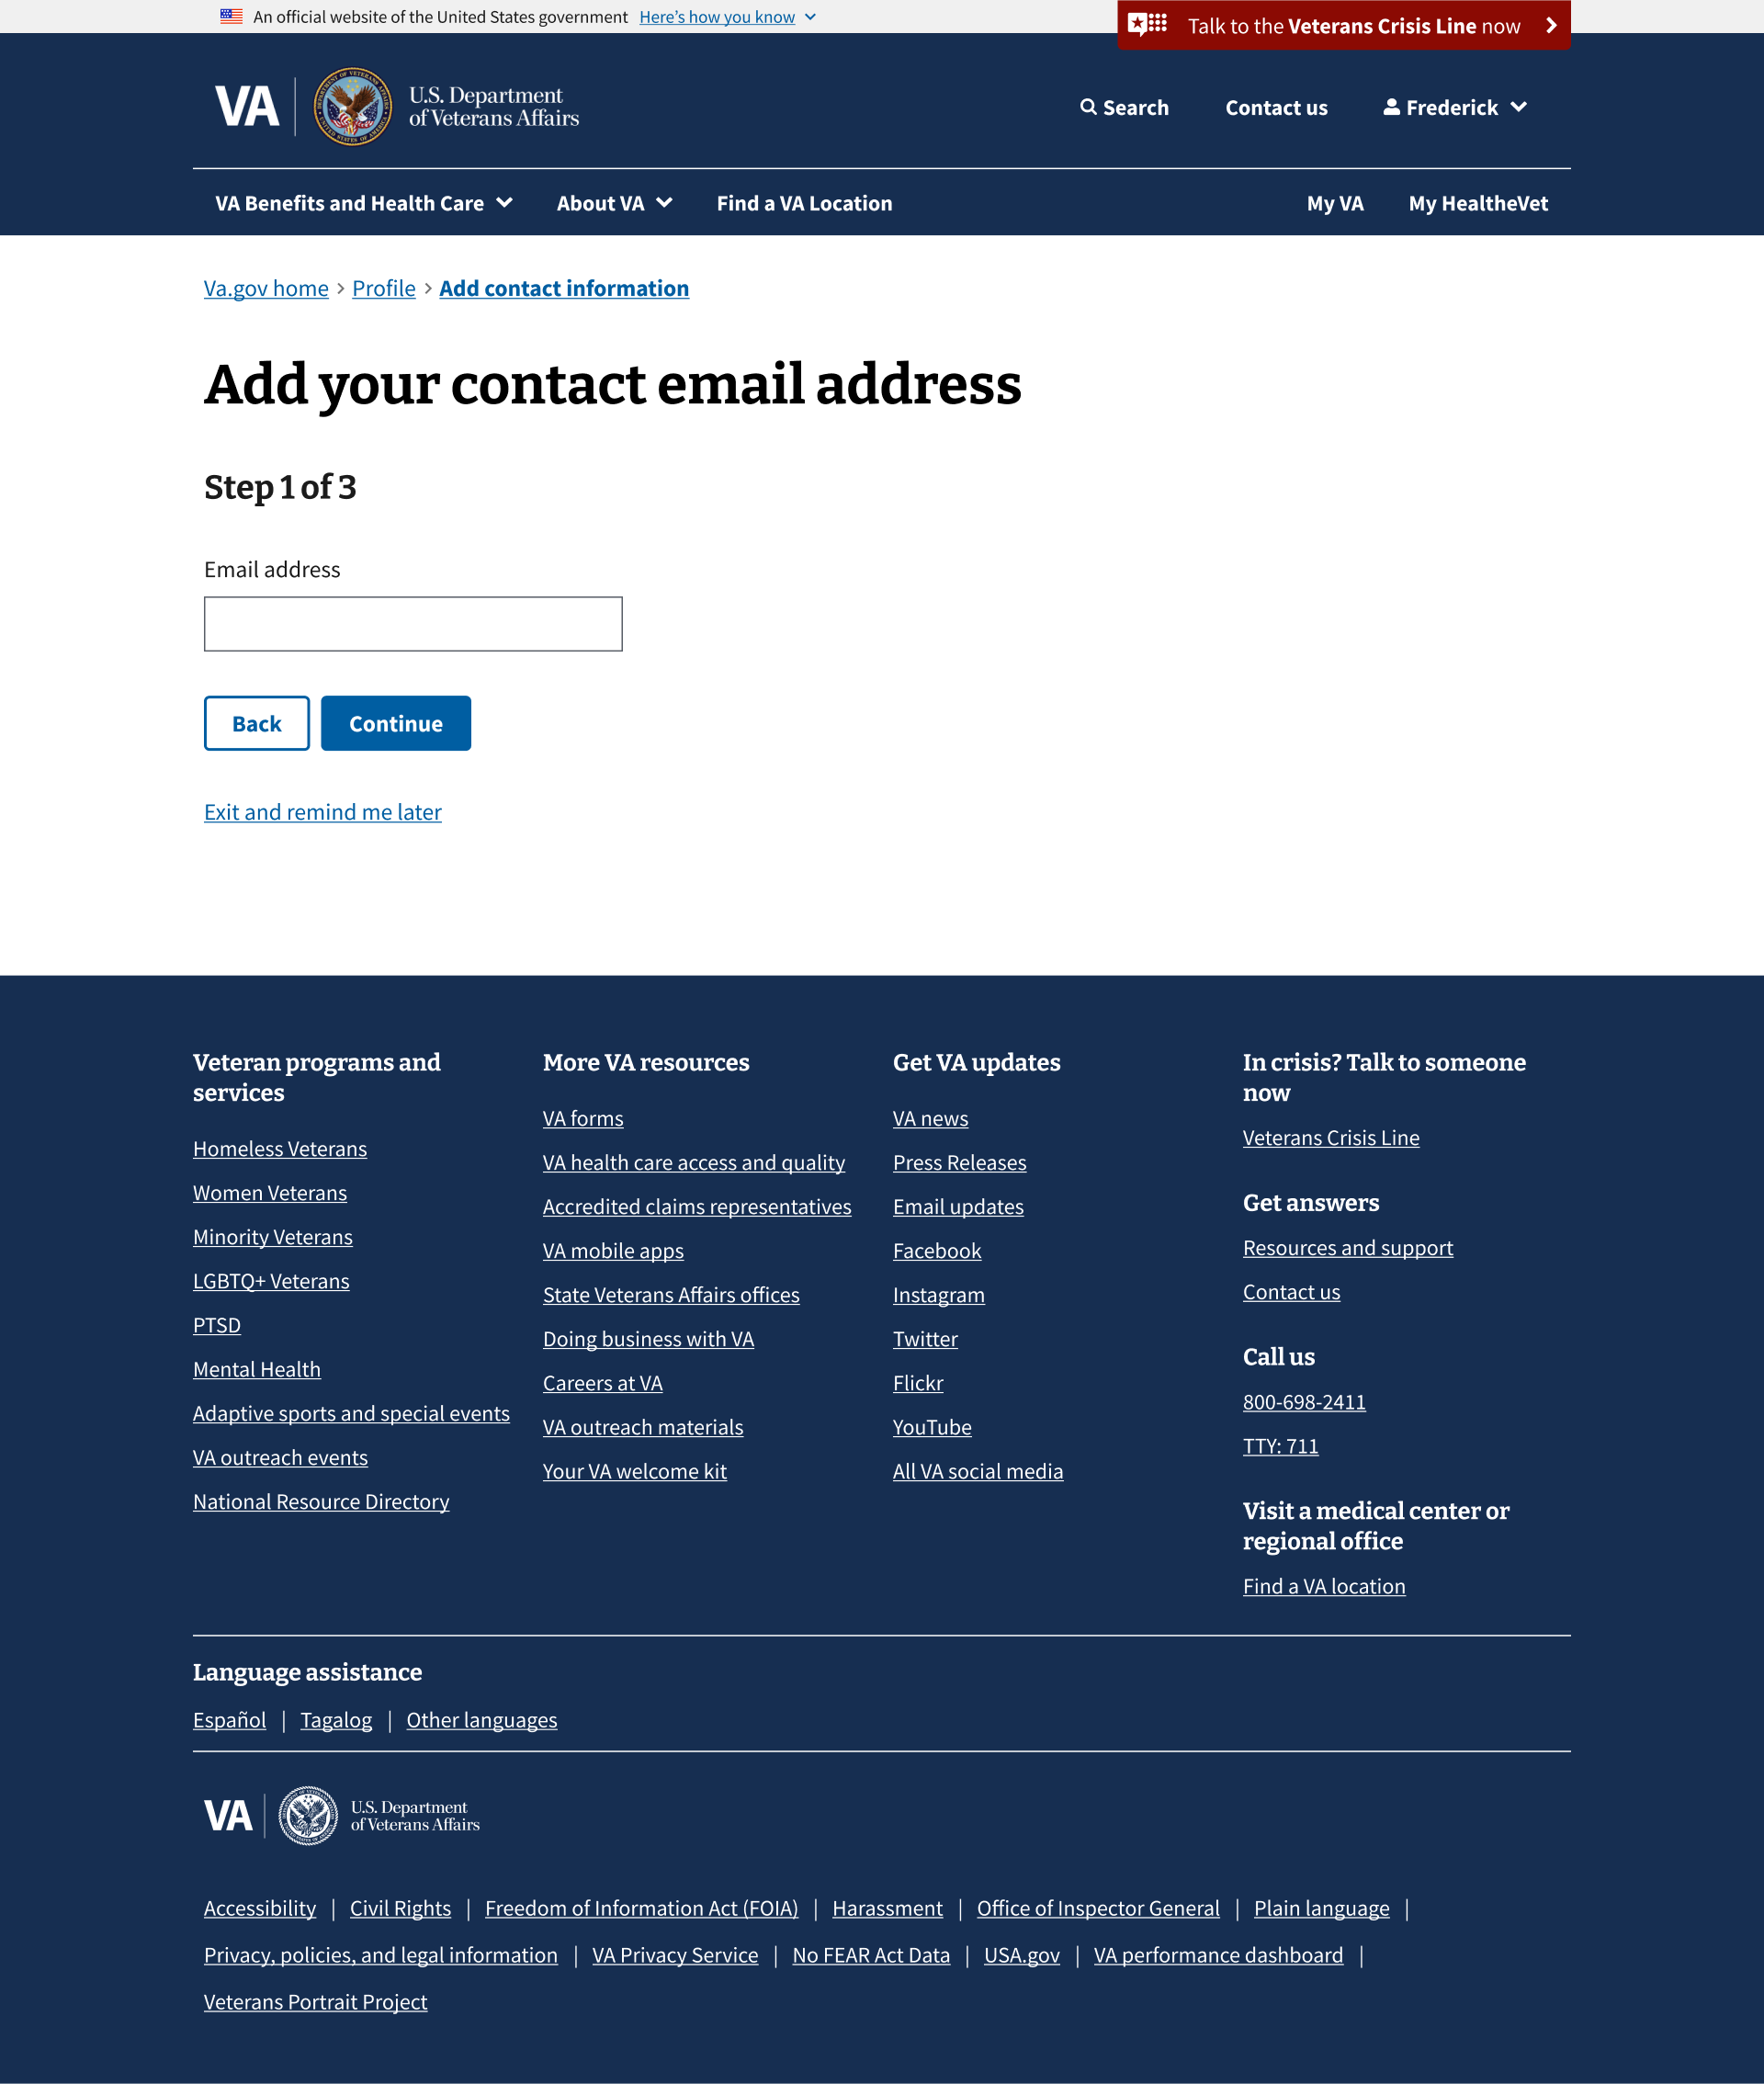 An official website of the United States government Here's how you know
Talk to the Veterans Crisis Line now
VA
U.S. Department
of Veterans Affairs
Search Contact us Frederick
VA Benefits and Health Care About VA Find a VA Location My VA My HealtheVet
Va.gov home > Profile > Add contact information
Add your contact email address
Step 1 of 3
Email address
Back Continue
Exit and remind me later
Veteran programs and
services
Homeless Veterans
Women Veterans
Minority Veterans
LGBTQ+ Veterans
PTSD
Mental Health
Adaptive sports and special events
VA outreach events
National Resource Directory
More VA resources
VA forms
VA health care access and quality
Accredited claims representatives
VA mobile apps
State Veterans Affairs offices
Doing business with VA
Careers at VA
VA outreach materials
Your VA welcome kit
Get VA updates
VA news
Press Releases
Email updates
Facebook
Instagram
Twitter
Flickr
YouTube
All VA social media
In crisis? Talk to someone
now
Veterans Crisis Line
Get answers
Resources and support
Contact us
Call us
800-698-2411
TTY: 711
Visit a medical center or
regional office
Find a VA location
Language assistance
Español | Tagalog | Other languages
VA
U.S. Department
of Veterans Affairs
Accessibility | Civil Rights | Freedom of Information Act (FOIA) | Harassment | Office of Inspector General | Plain language |
Privacy, policies, and legal information | VA Privacy Service | No FEAR Act Data | USA.gov | VA performance dashboard |
Veterans Portrait Project